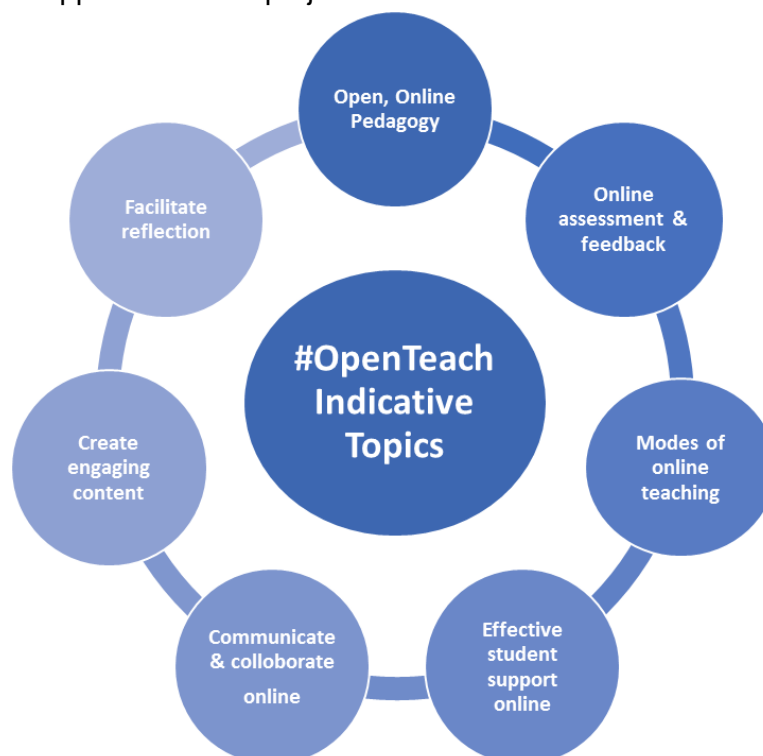 Open, Online
Pedagogy
Online
assessment &
feedback
Modes of
online
teaching
Effective
student
support
online
Communicate
& colloborate
online
Create
engaging
content
Facilitate
reflection
#OpenTeach
Indicative
Topics